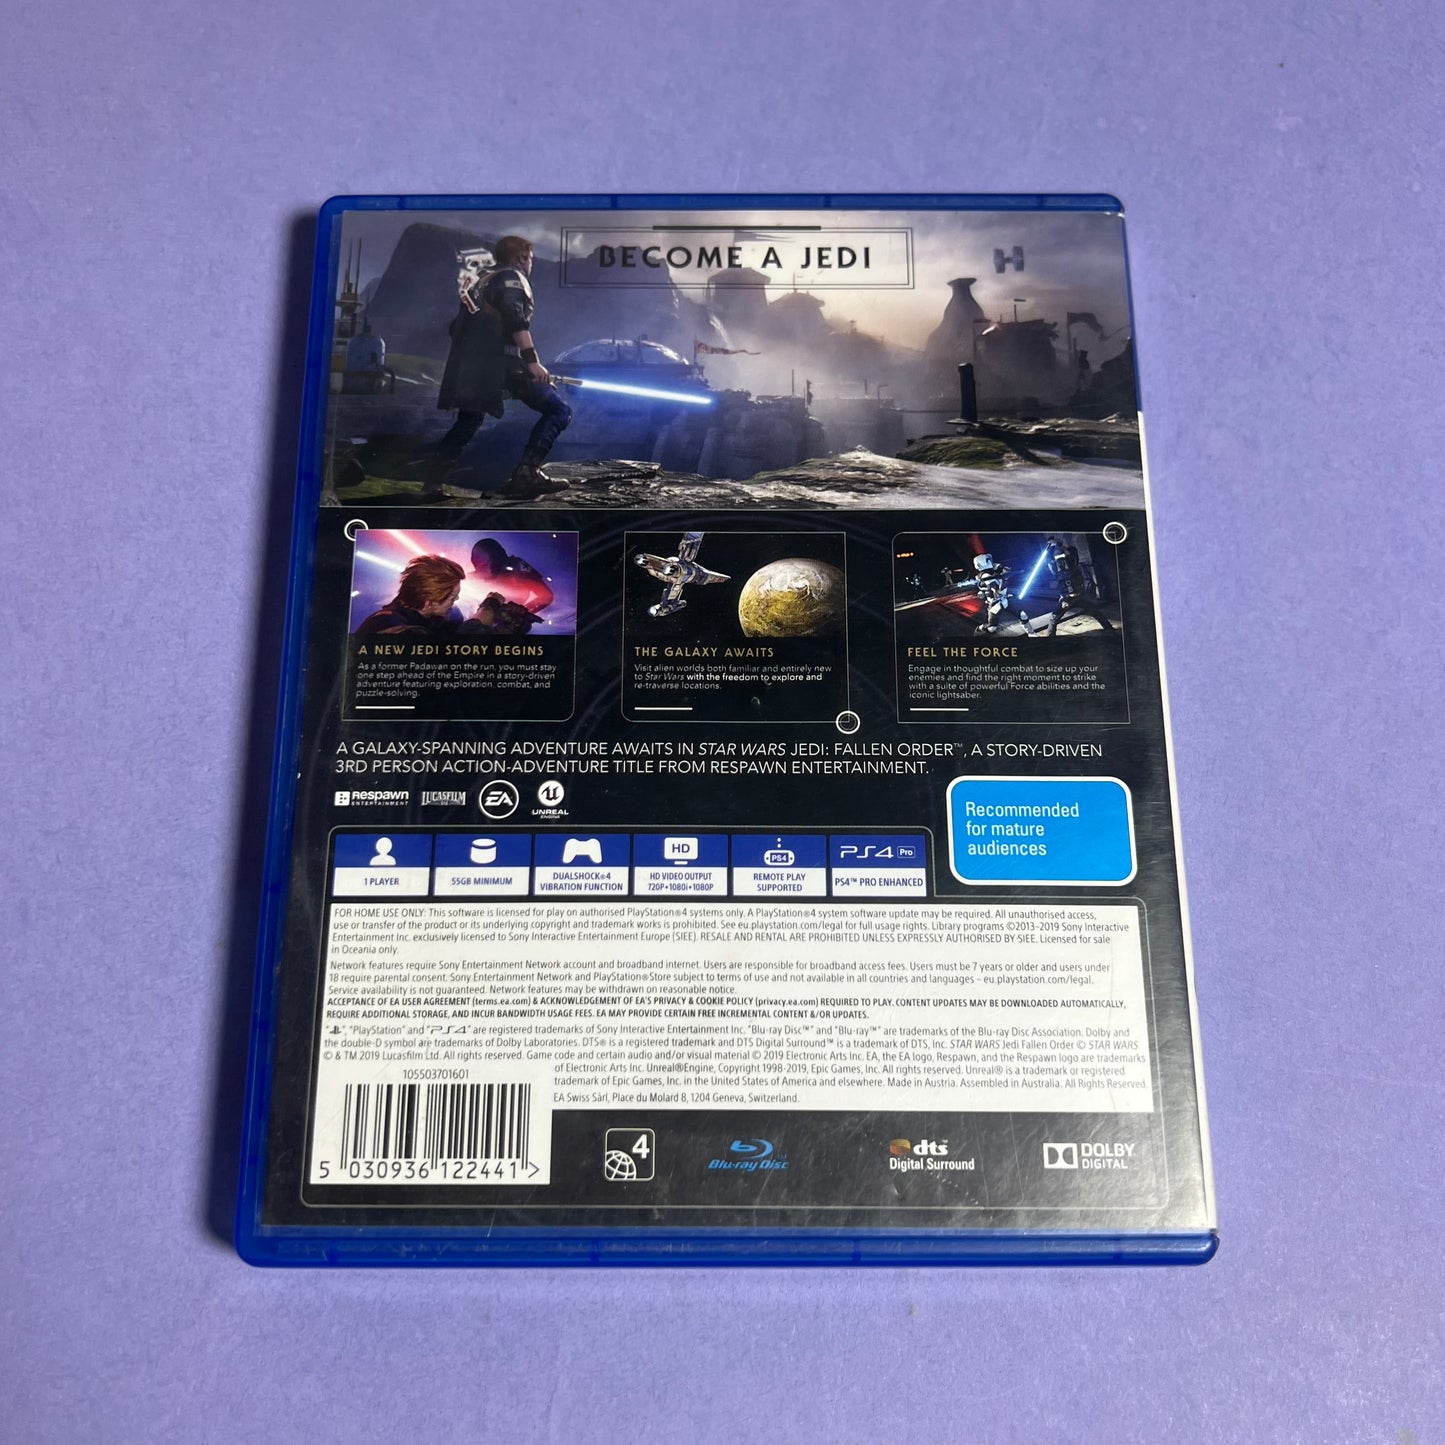 BECOME A JEDI
A NEW JEDI STORY BEGINS
As a former Padawan on the run, you must stay
one step ahead of the Empire in a story-driven
adventure featuring exploration, combat, and
puzzle-solving.
THE GALAXY AWAITS
Visit alien worlds both familiar and entirely new
to Star Wars with the freedom to explore and
re-traverse locations.
FEEL THE FORCE
Engage in thoughtful combat to size up your
enemies and find the right moment to strike
with a suite of powerful Force abilities and the
iconic lightsaber.
A GALAXY-SPANNING ADVENTURE AWAITS IN STAR WARS JEDI: FALLEN ORDER™, A STORY-DRIVEN
3RD PERSON ACTION-ADVENTURE TITLE FROM RESPAWN ENTERTAINMENT.
Respawn
ENTERTAINMENT
LUCASFILM
EA
UNREAL
ENGINE
Recommended
for mature
audiences
1 PLAYER
55GB MINIMUM
DUALSHOCK®4
VIBRATION FUNCTION
HD
HD VIDEO OUTPUT
720P•1080i•1080P
PS4
REMOTE PLAY
SUPPORTED
PS4 Pro
PS4™ PRO ENHANCED
FOR HOME USE ONLY: This software is licensed for play on authorised PlayStation®4 systems only. A PlayStation®4 system software update may be required. All unauthorised access,
use or transfer of the product or its underlying copyright and trademark works is prohibited. See eu.playstation.com/legal for full usage rights. Library programs ©2013-2019 Sony Interactive
Entertainment Inc. exclusively licensed to Sony Interactive Entertainment Europe (SIEE). RESALE AND RENTAL ARE PROHIBITED UNLESS EXPRESSLY AUTHORISED BY SIEE. Licensed for sale
in Oceania only.
Network features require Sony Entertainment Network account and broadband internet. Users are responsible for broadband access fees. Users must be 7 years or older and users under
18 require parental consent. Sony Entertainment Network and PlayStation®Store subject to terms of use and not available in all countries and languages – eu.playstation.com/legal.
Service availability is not guaranteed. Network features may be withdrawn on reasonable notice.
ACCEPTANCE OF EA USER AGREEMENT (terms.ea.com) & ACKNOWLEDGEMENT OF EA'S PRIVACY & COOKIE POLICY (privacy.ea.com) REQUIRED TO PLAY. CONTENT UPDATES MAY BE DOWNLOADED AUTOMATICALLY,
REQUIRE ADDITIONAL STORAGE, AND INCUR BANDWIDTH USAGE FEES. EA MAY PROVIDE CERTAIN FREE INCREMENTAL CONTENT &/OR UPDATES.
" ", "PlayStation" and "PS4" are registered trademarks of Sony Interactive Entertainment Inc. "Blu-ray Disc™" and "Blu-ray™" are trademarks of the Blu-ray Disc Association. Dolby and
the double-D symbol are trademarks of Dolby Laboratories. DTS® is a registered trademark and DTS Digital Surround™ is a trademark of DTS, Inc. STAR WARS Jedi Fallen Order © STAR WARS
© & TM 2019 Lucasfilm Ltd. All rights reserved. Game code and certain audio and/or visual material © 2019 Electronic Arts Inc. EA, the EA logo, Respawn, and the Respawn logo are trademarks
of Electronic Arts Inc. Unreal®Engine, Copyright 1998-2019, Epic Games, Inc. All rights reserved. Unreal® is a trademark or registered
trademark of Epic Games, Inc. in the United States of America and elsewhere. Made in Austria. Assembled in Australia. All Rights Reserved.
EA Swiss Sàrl, Place du Molard 8, 1204 Geneva, Switzerland.
105503701601
5 030936 122441 >
4
Blu-ray Disc™
dts
Digital Surround
DOLBY
DIGITAL